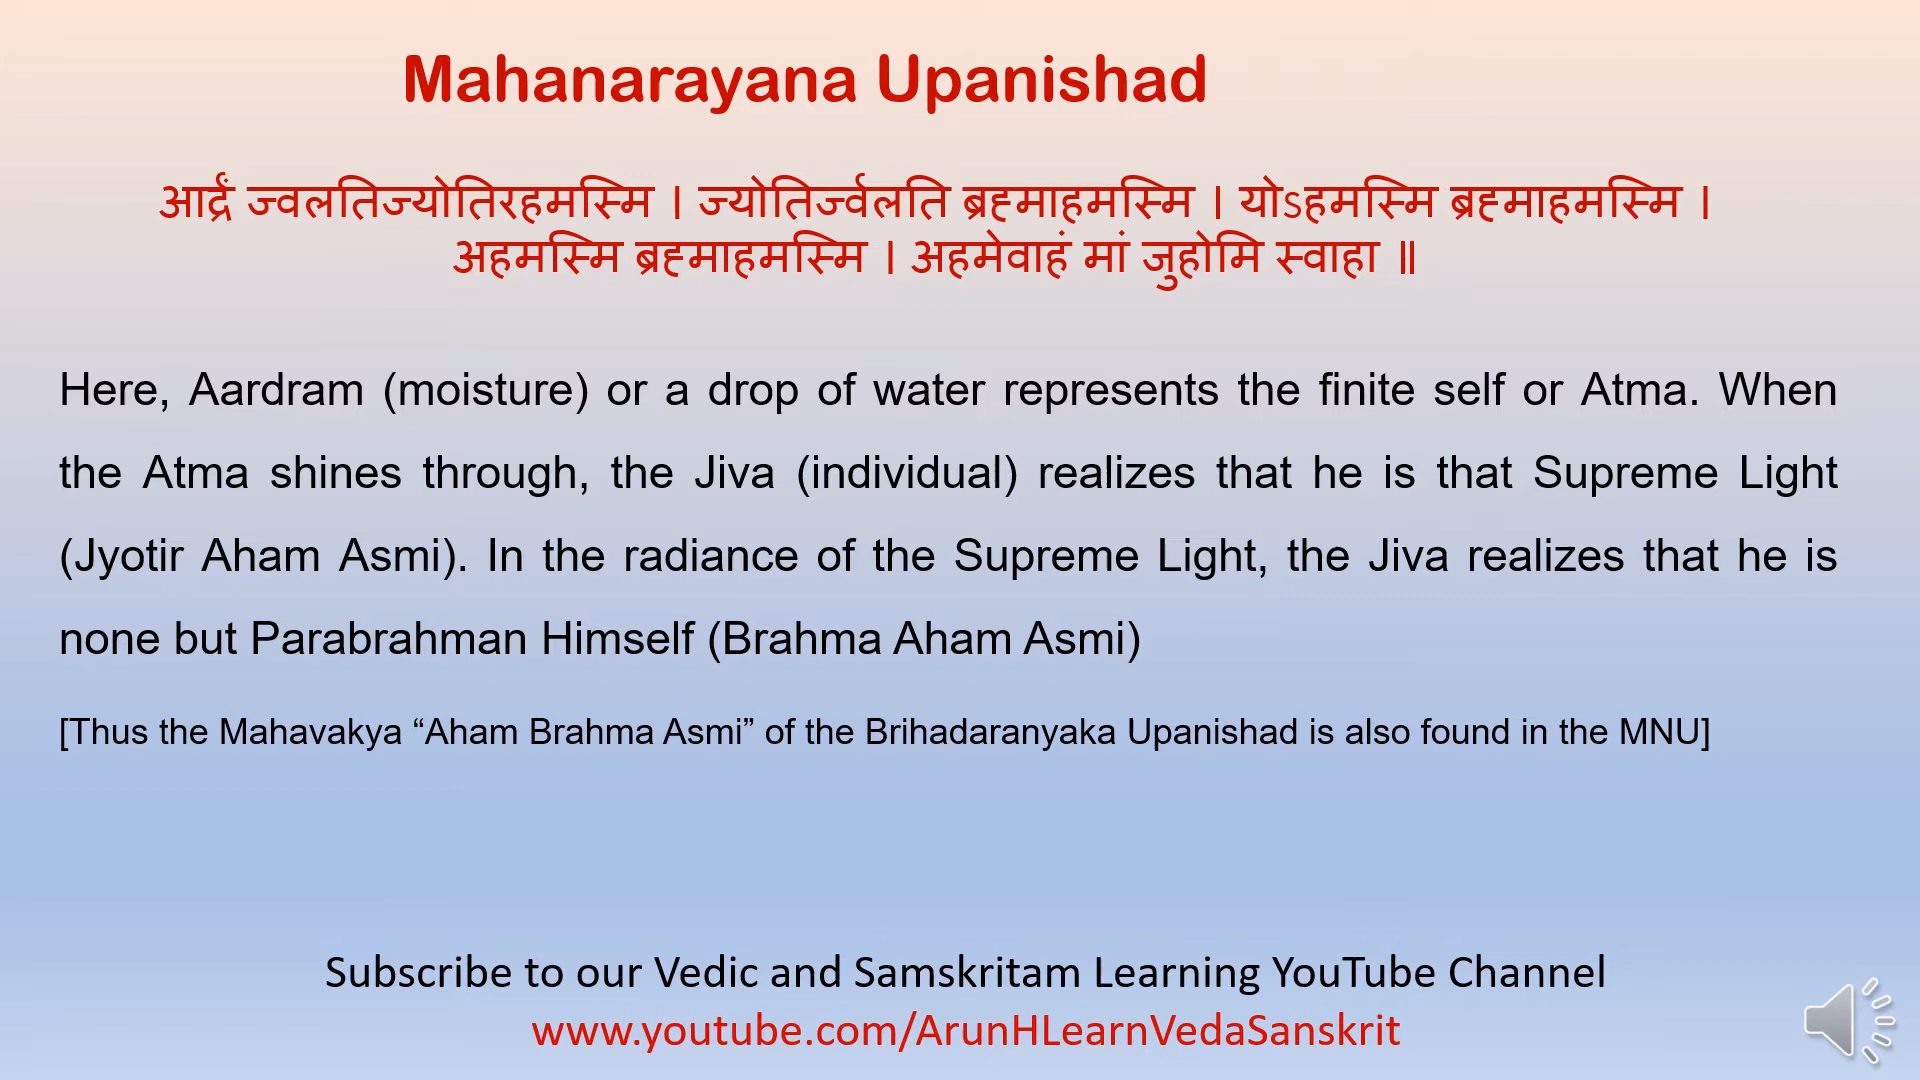 Mahanarayana Upanishad
आर्द्रं ज्वलतिज्योतिरहमस्मि । ज्योतिर्ज्वलति ब्रह्माहमस्मि । योऽहमस्मि ब्रह्माहमस्मि ।
अहमस्मि ब्रह्माहमस्मि । अहमेवाहं मां जुहोमि स्वाहा ॥
Here, Aardram (moisture) or a drop of water represents the finite self or Atma. When
the Atma shines through, the Jiva (individual) realizes that he is that Supreme Light
(Jyotir Aham Asmi). In the radiance of the Supreme Light, the Jiva realizes that he is
none but Parabrahman Himself (Brahma Aham Asmi)
[Thus the Mahavakya “Aham Brahma Asmi” of the Brihadaranyaka Upanishad is also found in the MNU]
Subscribe to our Vedic and Samskritam Learning YouTube Channel
www.youtube.com/ArunHLearnVedaSanskrit